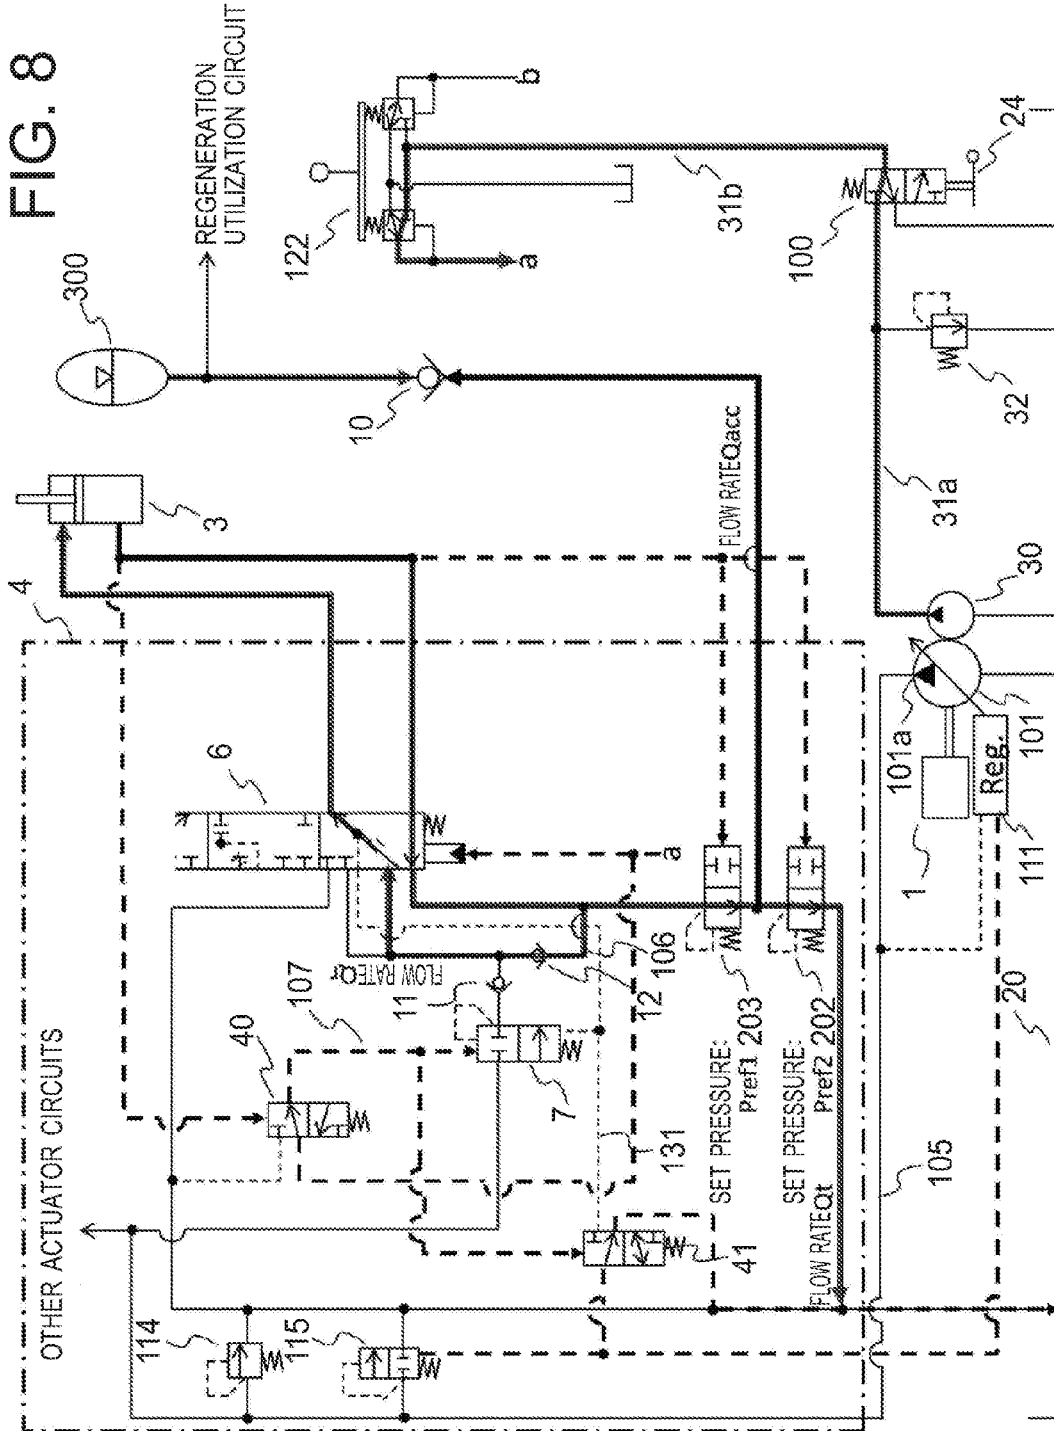 FIG. 8
REGENERATION
UTILIZATION CIRCUIT
300
122
b
a
10
3
31b
24
100
32
31a
30
FLOW RATEQacc
4
6
101a
101
Reg.
1
111
a
FLOW RATEQr
106
12
11
107
40
7
131
41
SET PRESSURE:
Pref1
203
SET PRESSURE:
Pref2
202
FLOW RATEQt
20
105
OTHER ACTUATOR CIRCUITS
114
115